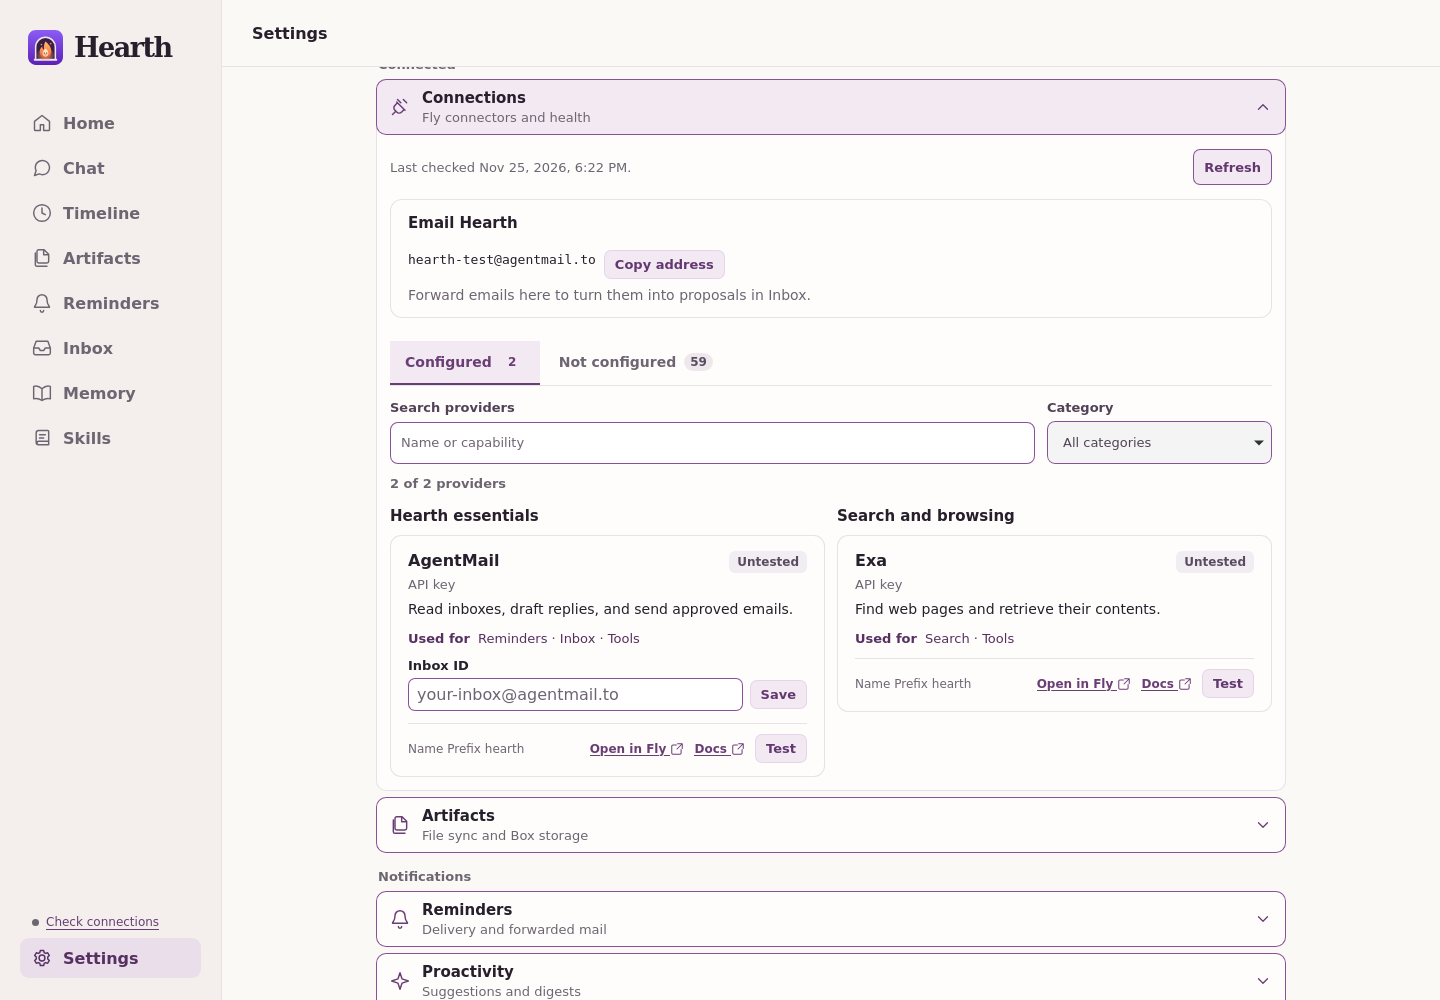 Hearth
Home
Chat
Timeline
Artifacts
Reminders
Inbox
Memory
Skills
Check connections
Settings
Settings
Connected
Connections
Fly connectors and health
Last checked Nov 25, 2026, 6:22 PM.
Refresh
Email Hearth
hearth-test@agentmail.to
Copy address
Forward emails here to turn them into proposals in Inbox.
Configured 2
Not configured 59
Search providers
Name or capability
Category
All categories
2 of 2 providers
Hearth essentials
AgentMail
Untested
API key
Read inboxes, draft replies, and send approved emails.
Used for Reminders · Inbox · Tools
Inbox ID
your-inbox@agentmail.to
Save
Name Prefix hearth
Open in Fly
Docs
Test
Search and browsing
Exa
Untested
API key
Find web pages and retrieve their contents.
Used for Search · Tools
Name Prefix hearth
Open in Fly
Docs
Test
Artifacts
File sync and Box storage
Notifications
Reminders
Delivery and forwarded mail
Proactivity
Suggestions and digests